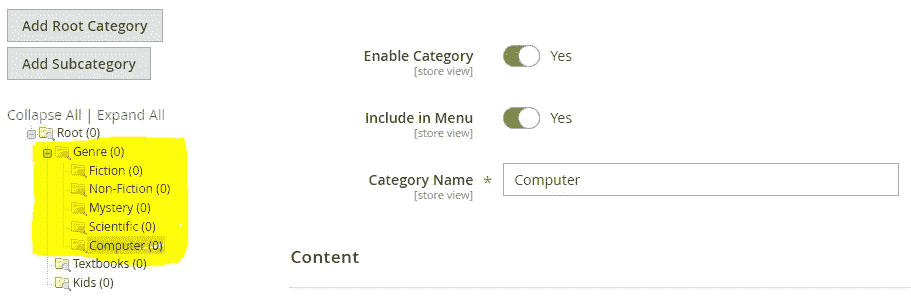 Add Root Category
Add Subcategory
Collapse All | Expand All
Root (0)
Genre (0)
Fiction (0)
Non-Fiction (0)
Mystery (0)
Scientific (0)
Computer (0)
Textbooks (0)
Kids (0)
Enable Category
[store view]
Yes
Include in Menu
[store view]
Yes
Category Name *
[store view]
Computer
Content